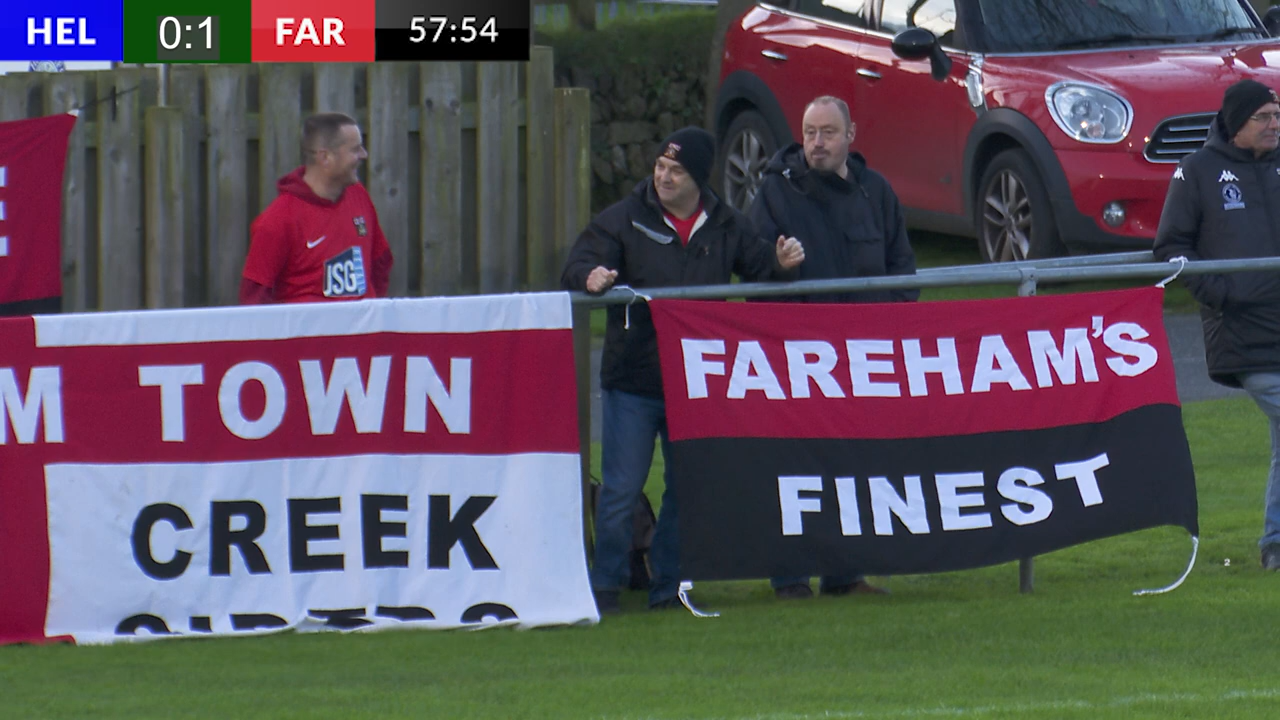 HEL 0:1 FAR 57:54
JSG
M TOWN
CREEK
FAREHAM'S
FINEST